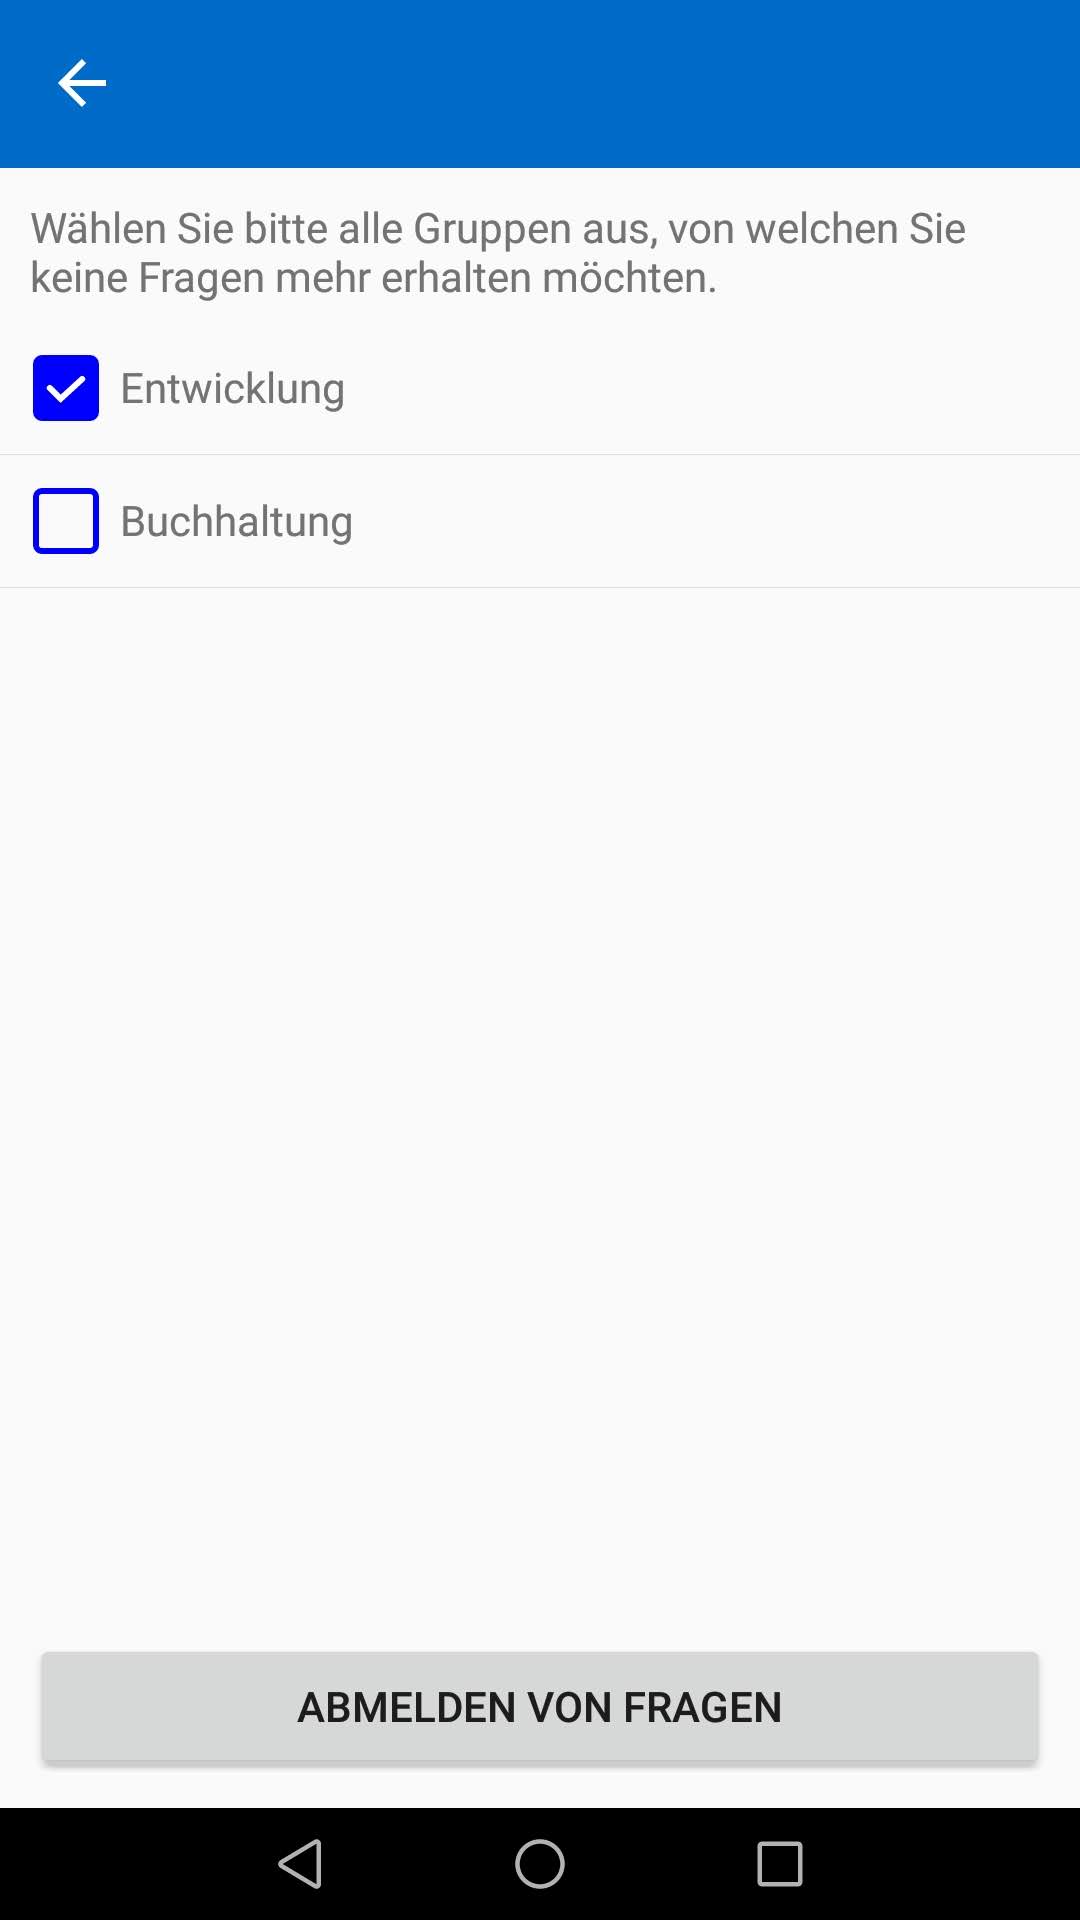 Wählen Sie bitte alle Gruppen aus, von welchen Sie
keine Fragen mehr erhalten möchten.
Entwicklung
Buchhaltung
ABMELDEN VON FRAGEN